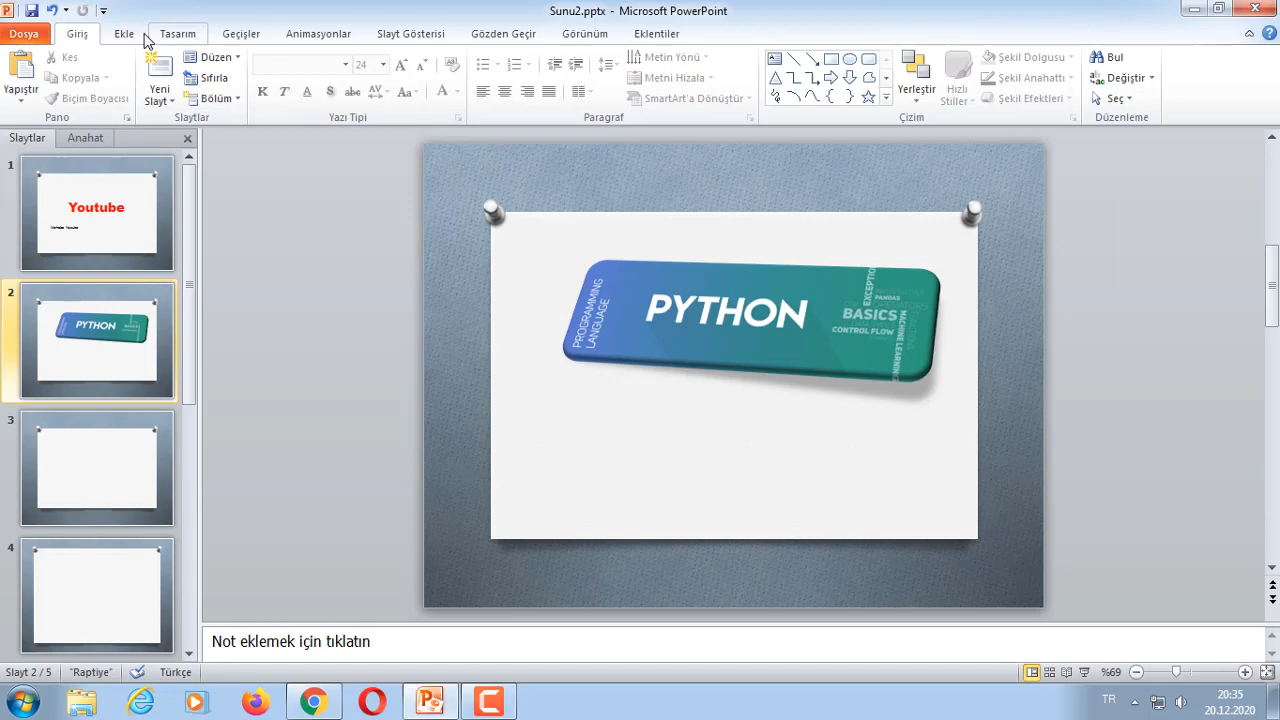 Sunu2.pptx - Microsoft PowerPoint
Dosya Giriş Ekle Tasarım Geçişler Animasyonlar Slayt Gösterisi Gözden Geçir Görünüm Eklentiler
Yapıştır
Kes
Kopyala
Biçim Boyacısı
Pano
Yeni Slayt
Düzen
Sıfırla
Bölüm
Slaytlar
24
K T A S abc AV Aa A
Yazı Tipi
Metin Yönü
Metni Hizala
SmartArt'a Dönüştür
Paragraf
Yerleştir
Hızlı Stiller
Şekil Dolgusu
Şekil Anahattı
Şekil Efektleri
Çizim
Bul
Değiştir
Seç
Düzenleme
Slaytlar Anahat
1
Youtube
2
PYTHON
3
4
PROGRAMMING
LANGUAGE
PYTHON
EXCEPTION
PANDAS
OPERATORS
BASICS
CONTROL FLOW
MACHINE LEARNING
Not eklemek için tıklatın
Slayt 2 / 5 "Raptiye" Türkçe %69
TR 20:35
20.12.2020